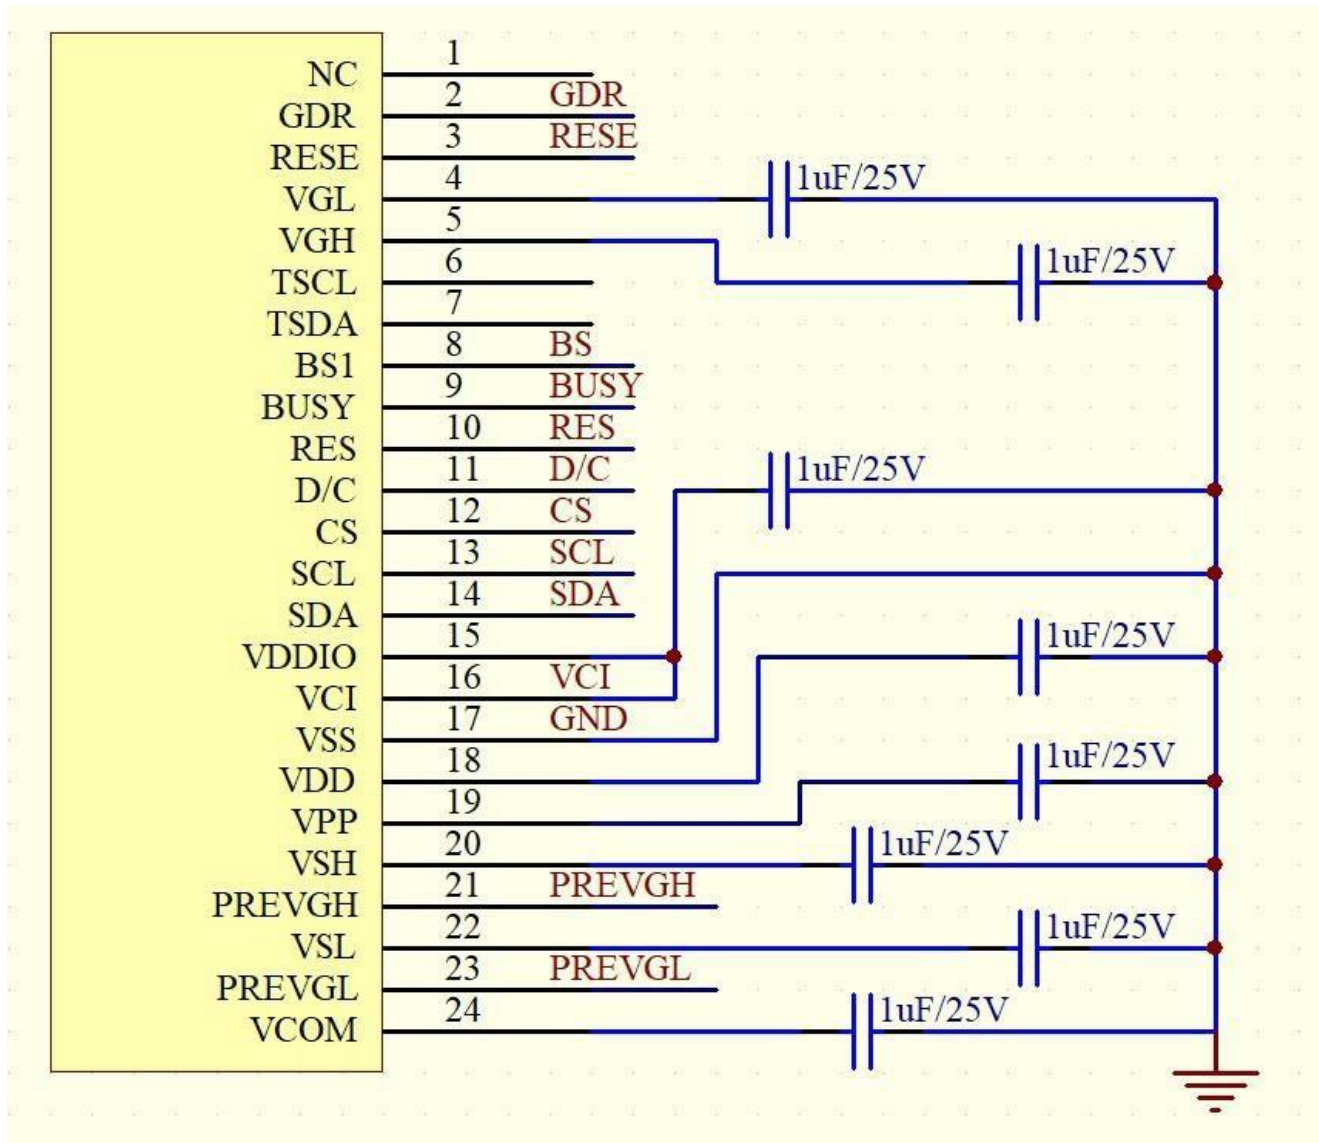 NC 1
GDR 2 GDR
RESE 3 RESE
VGL 4 1uF/25V
VGH 5 1uF/25V
TSCL 6
TSDA 7
BS1 8 BS
BUSY 9 BUSY
RES 10 RES
D/C 11 D/C 1uF/25V
CS 12 CS
SCL 13 SCL
SDA 14 SDA
VDDIO 15 1uF/25V
VCI 16 VCI
VSS 17 GND
VDD 18 1uF/25V
VPP 19
VSH 20 1uF/25V
PREVGH 21 PREVGH
VSL 22 1uF/25V
PREVGL 23 PREVGL
VCOM 24 1uF/25V